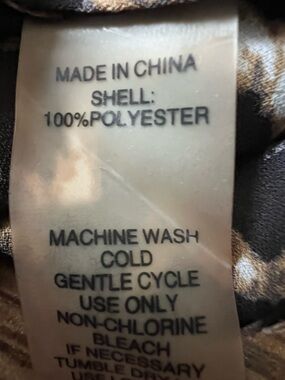 MADE IN CHINA
SHELL:
100%POLYESTER
MACHINE WASH
COLD
GENTLE CYCLE
USE ONLY
NON-CHLORINE
BLEACH
IF NECESSARY
TUMBLE DRY
USE